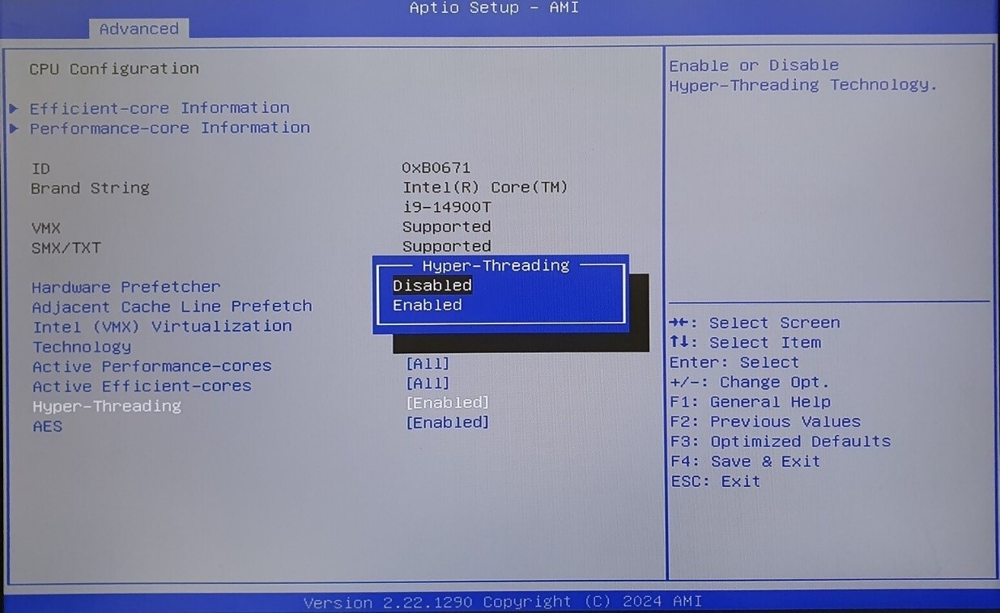 Aptio Setup - AMI
Advanced
CPU Configuration
Efficient-core Information
Performance-core Information
ID 0xB0671
Brand String Intel(R) Core(TM)
i9-14900T
VMX Supported
SMX/TXT Supported
Hyper-Threading
Disabled
Enabled
Hardware Prefetcher
Adjacent Cache Line Prefetch
Intel (VMX) Virtualization
Technology
Active Performance-cores [All]
Active Efficient-cores [All]
Hyper-Threading [Enabled]
AES [Enabled]
Enable or Disable
Hyper-Threading Technology.
→←: Select Screen
↑↓: Select Item
Enter: Select
+/-: Change Opt.
F1: General Help
F2: Previous Values
F3: Optimized Defaults
F4: Save & Exit
ESC: Exit
Version 2.22.1290 Copyright (C) 2024 AMI